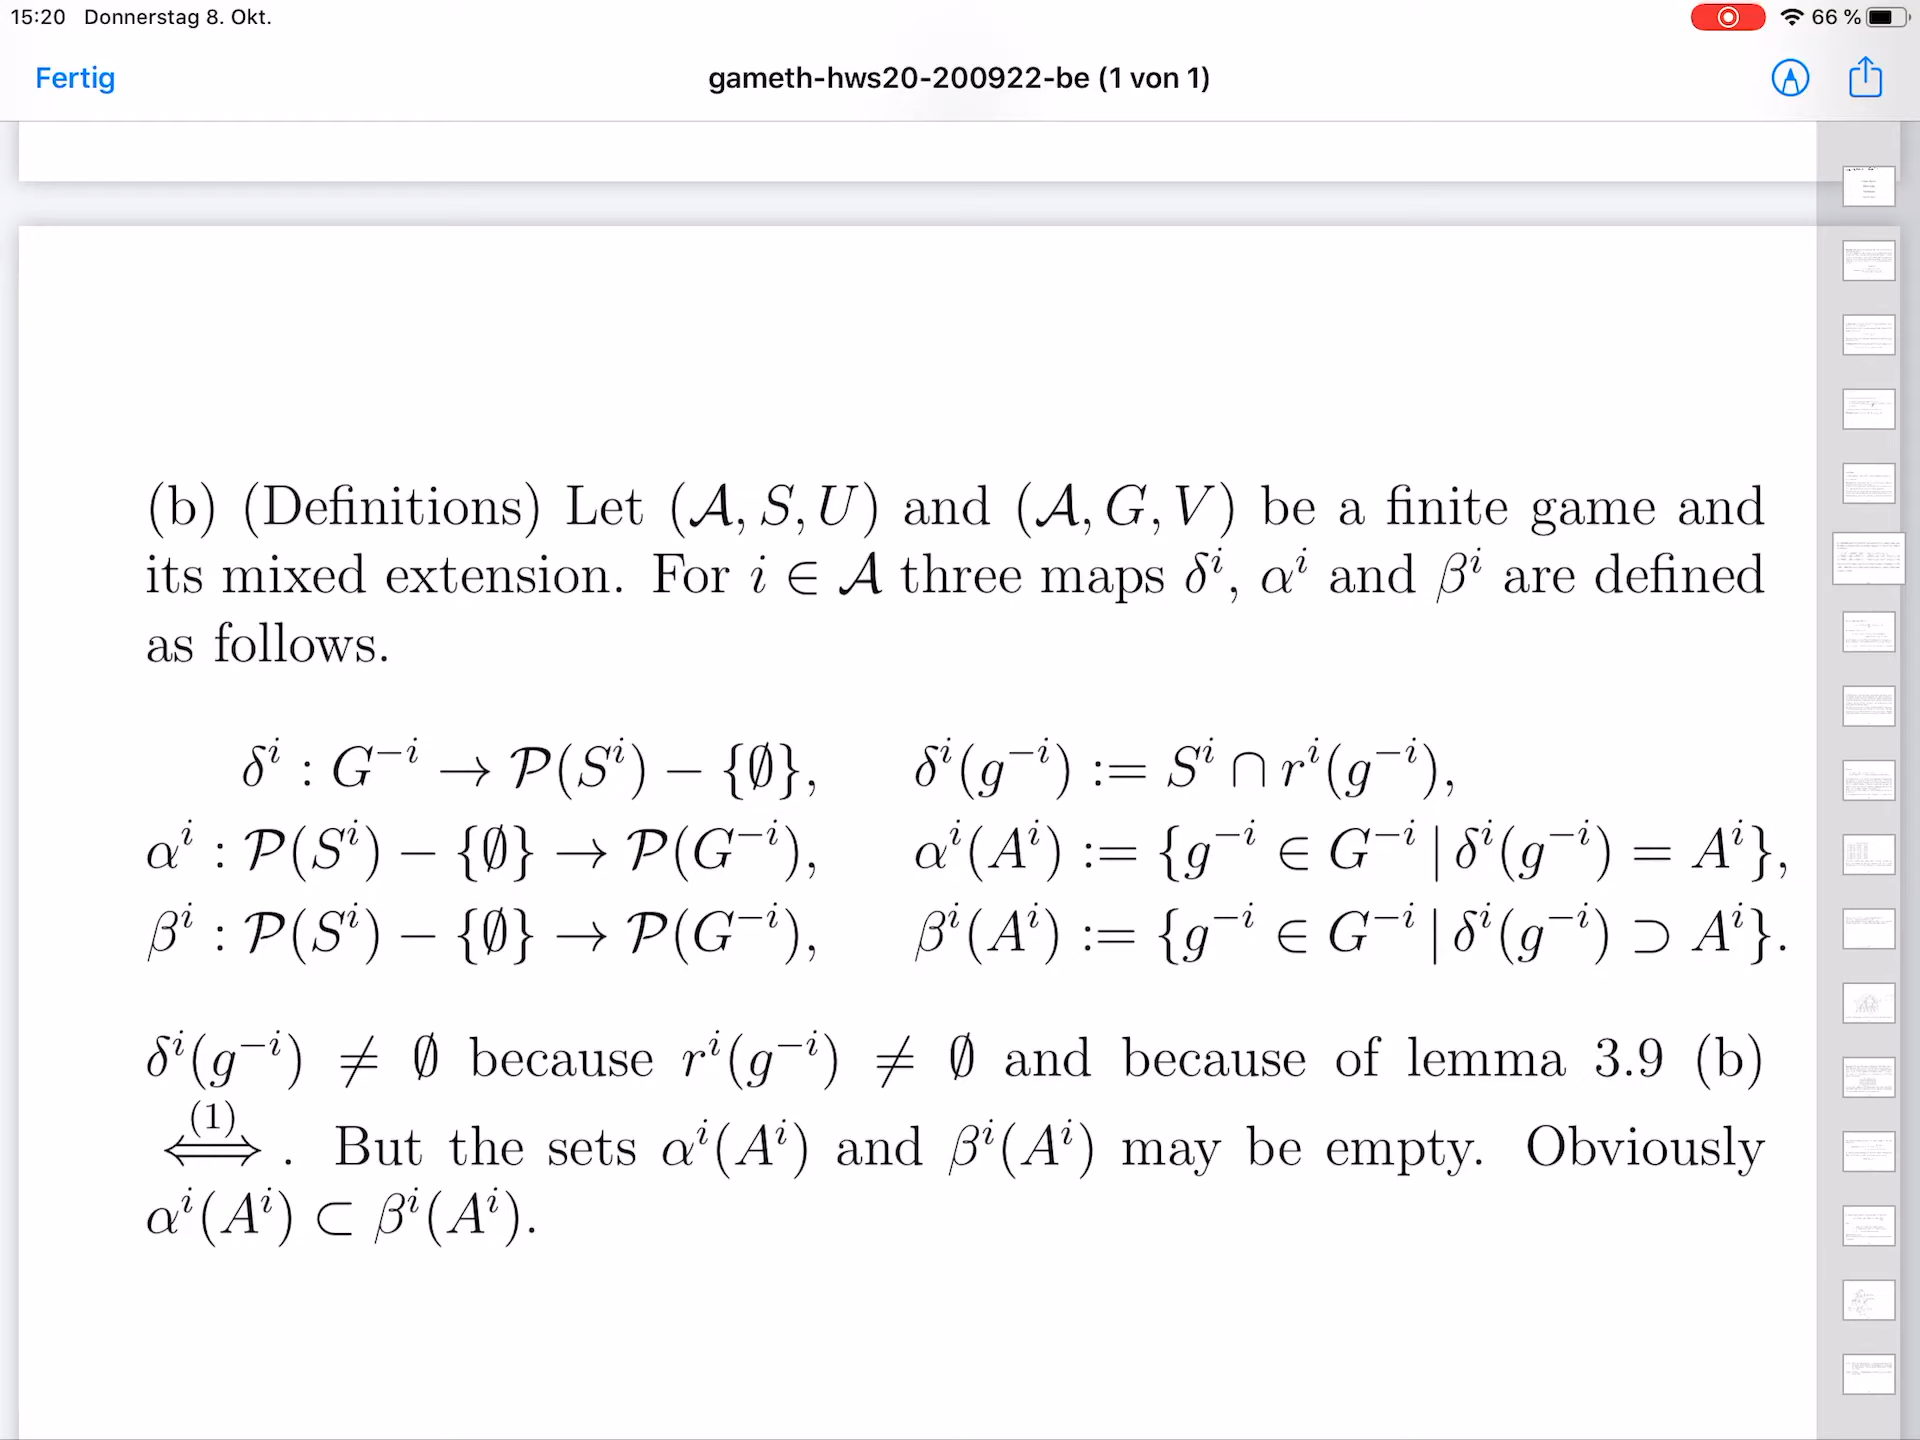 15:20 Donnerstag 8. Okt. 66 %
Fertig gameth-hws20-200922-be (1 von 1)
(b) (Definitions) Let (𝒜, S, U) and (𝒜, G, V) be a finite game and
its mixed extension. For i ∈ 𝒜 three maps δ^i, α^i and β^i are defined
as follows.
δ^i : G^{−i} → 𝒫(S^i) − {∅}, δ^i(g^{−i}) := S^i ∩ r^i(g^{−i}),
α^i : 𝒫(S^i) − {∅} → 𝒫(G^{−i}), α^i(A^i) := {g^{−i} ∈ G^{−i} | δ^i(g^{−i}) = A^i},
β^i : 𝒫(S^i) − {∅} → 𝒫(G^{−i}), β^i(A^i) := {g^{−i} ∈ G^{−i} | δ^i(g^{−i}) ⊃ A^i}.
δ^i(g^{−i}) ≠ ∅ because r^i(g^{−i}) ≠ ∅ and because of lemma 3.9 (b)
(1)
⟺ . But the sets α^i(A^i) and β^i(A^i) may be empty. Obviously
α^i(A^i) ⊂ β^i(A^i).